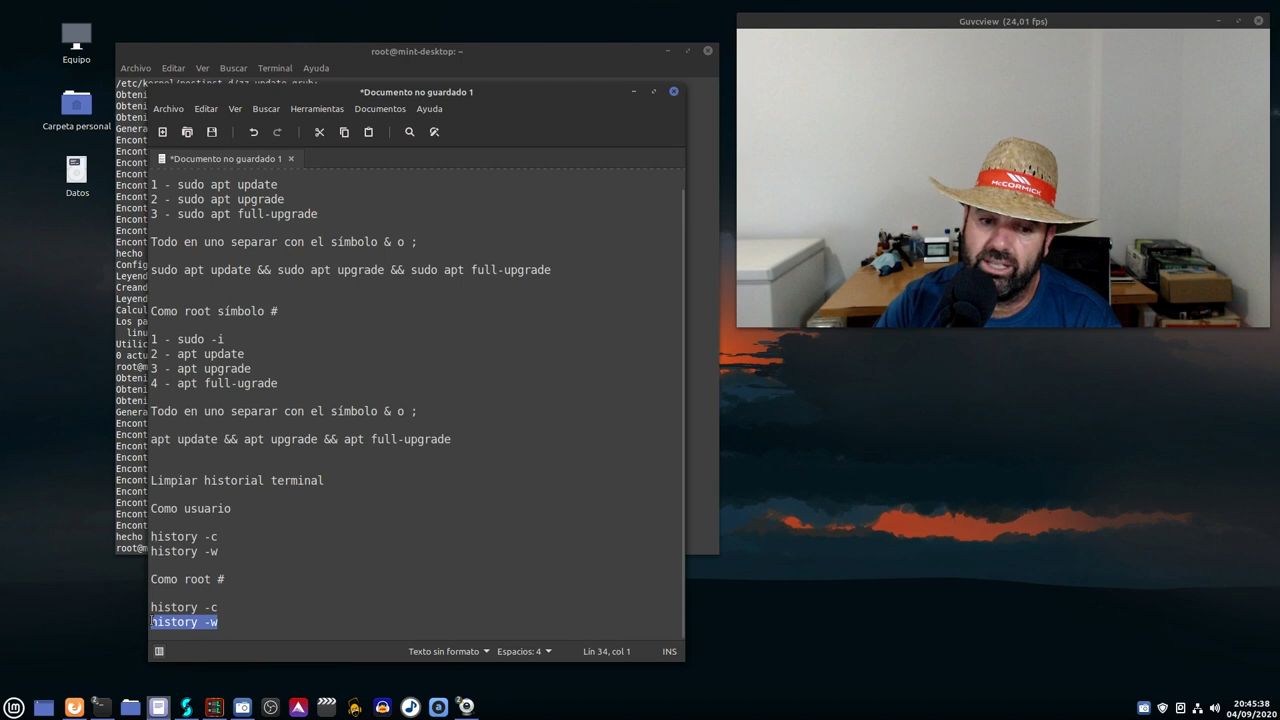 Guvcview (24,01 fps)
Equipo
Carpeta personal
Datos
root@mint-desktop: ~
Archivo Editar Ver Buscar Terminal Ayuda
*Documento no guardado 1
Archivo Editar Ver Buscar Herramientas Documentos Ayuda
*Documento no guardado 1
1 - sudo apt update
2 - sudo apt upgrade
3 - sudo apt full-upgrade
Todo en uno separar con el símbolo & o ;
sudo apt update && sudo apt upgrade && sudo apt full-upgrade
Como root símbolo #
1 - sudo -i
2 - apt update
3 - apt upgrade
4 - apt full-ugrade
Todo en uno separar con el símbolo & o ;
apt update && apt upgrade && apt full-upgrade
Limpiar historial terminal
Como usuario
history -c
history -w
Como root #
history -c
history -w
Texto sin formato Espacios: 4 Lin 34, col 1 INS
McCORMICK
20:45:38
04/09/2020